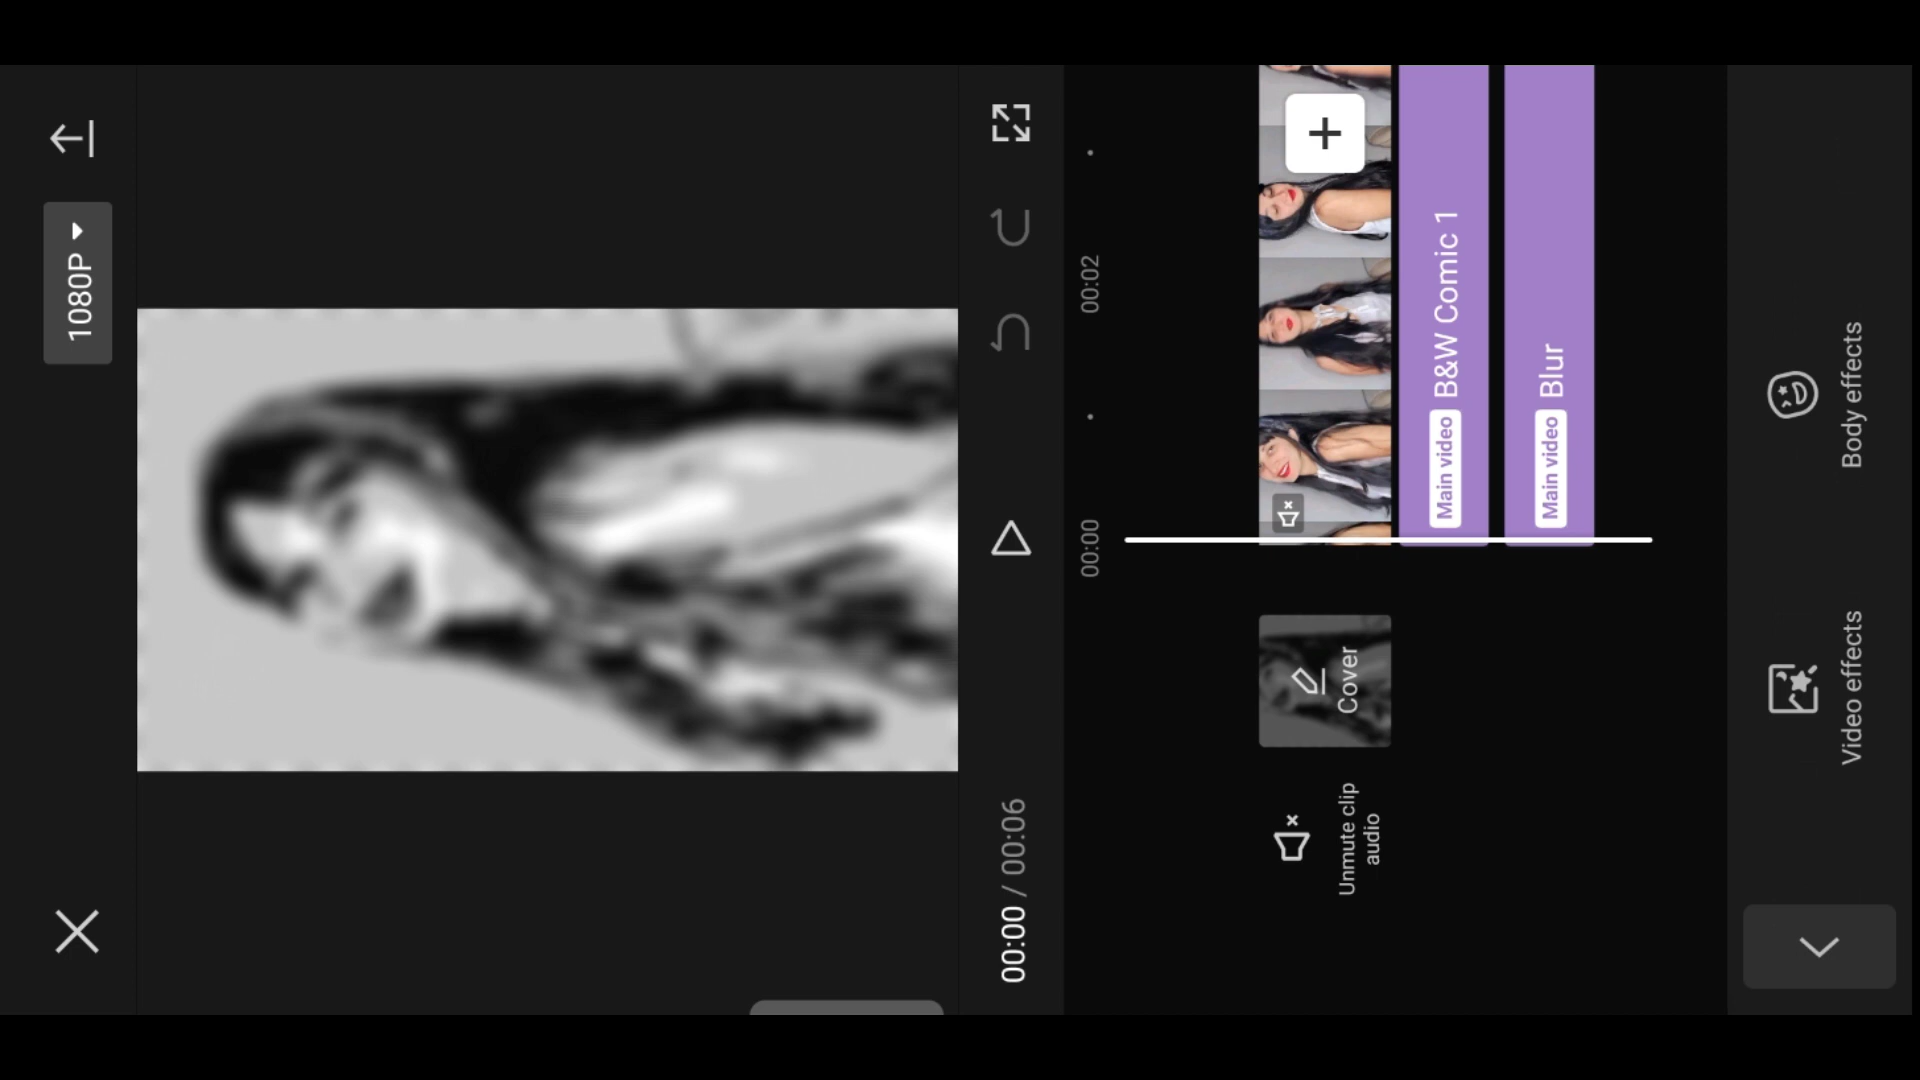 1080P
00:00 / 00:06
00:00
00:02
Unmute clip
audio
Cover
Main video B&W Comic 1
Main video Blur
Video effects
Body effects